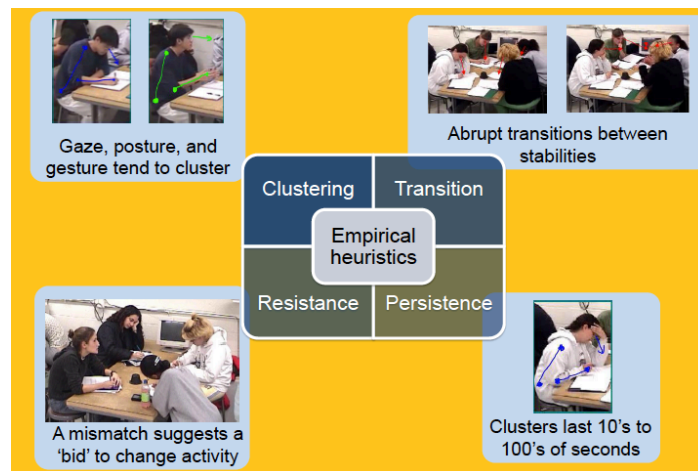 Gaze, posture, and
gesture tend to cluster
Abrupt transitions between
stabilities
Clustering
Transition
Empirical
heuristics
Resistance
Persistence
A mismatch suggests a
'bid' to change activity
Clusters last 10's to
100's of seconds